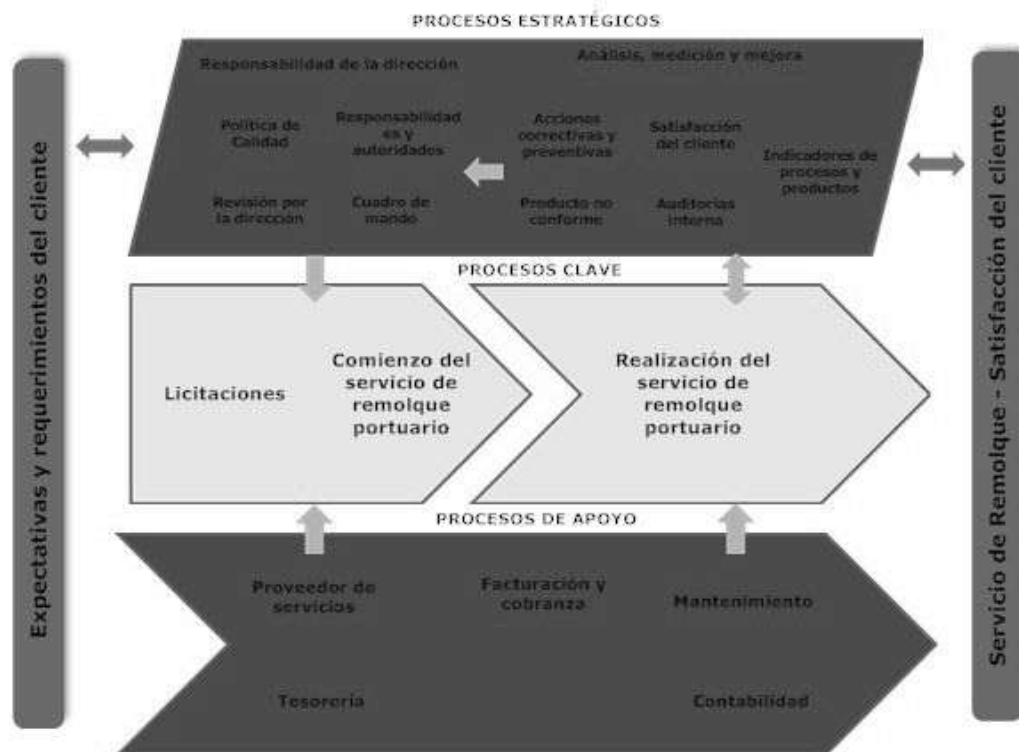 PROCESOS ESTRATÉGICOS
Responsabilidad de la dirección
Análisis, medición y mejora
Política de
Calidad
Responsabilidad
es y
autoridades
Acciones
correctivas y
preventivas
Satisfacción
del cliente
Indicadores de
procesos y
productos
Revisión por
la dirección
Cuadro de
mando
Producto no
conforme
Auditorías
interna
Expectativas y requerimientos del cliente
PROCESOS CLAVE
Licitaciones
Comienzo del
servicio de
remolque
portuario
Realización del
servicio de
remolque
portuario
PROCESOS DE APOYO
Proveedor de
servicios
Facturación y
cobranza
Mantenimiento
Tesorería
Contabilidad
Servicio de Remolque - Satisfacción del cliente